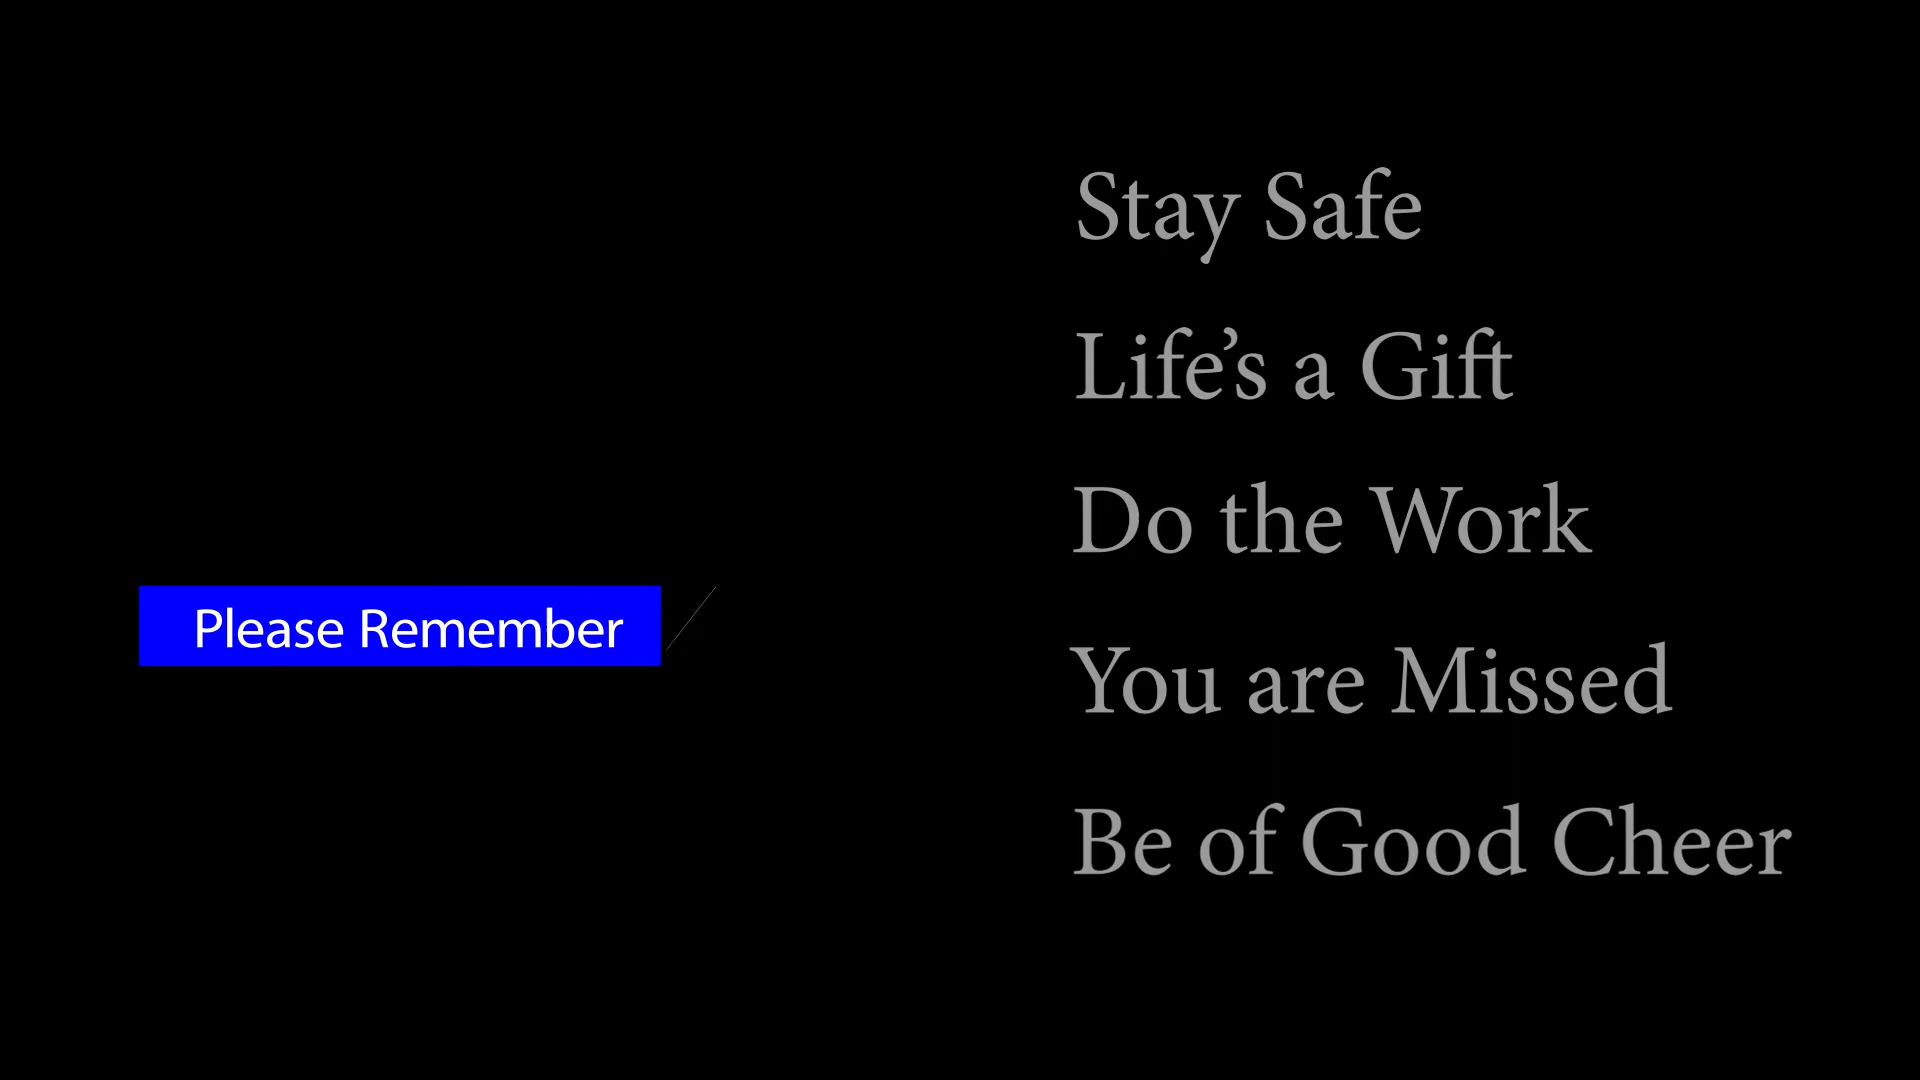 Please Remember
Stay Safe
Life’s a Gift
Do the Work
You are Missed
Be of Good Cheer